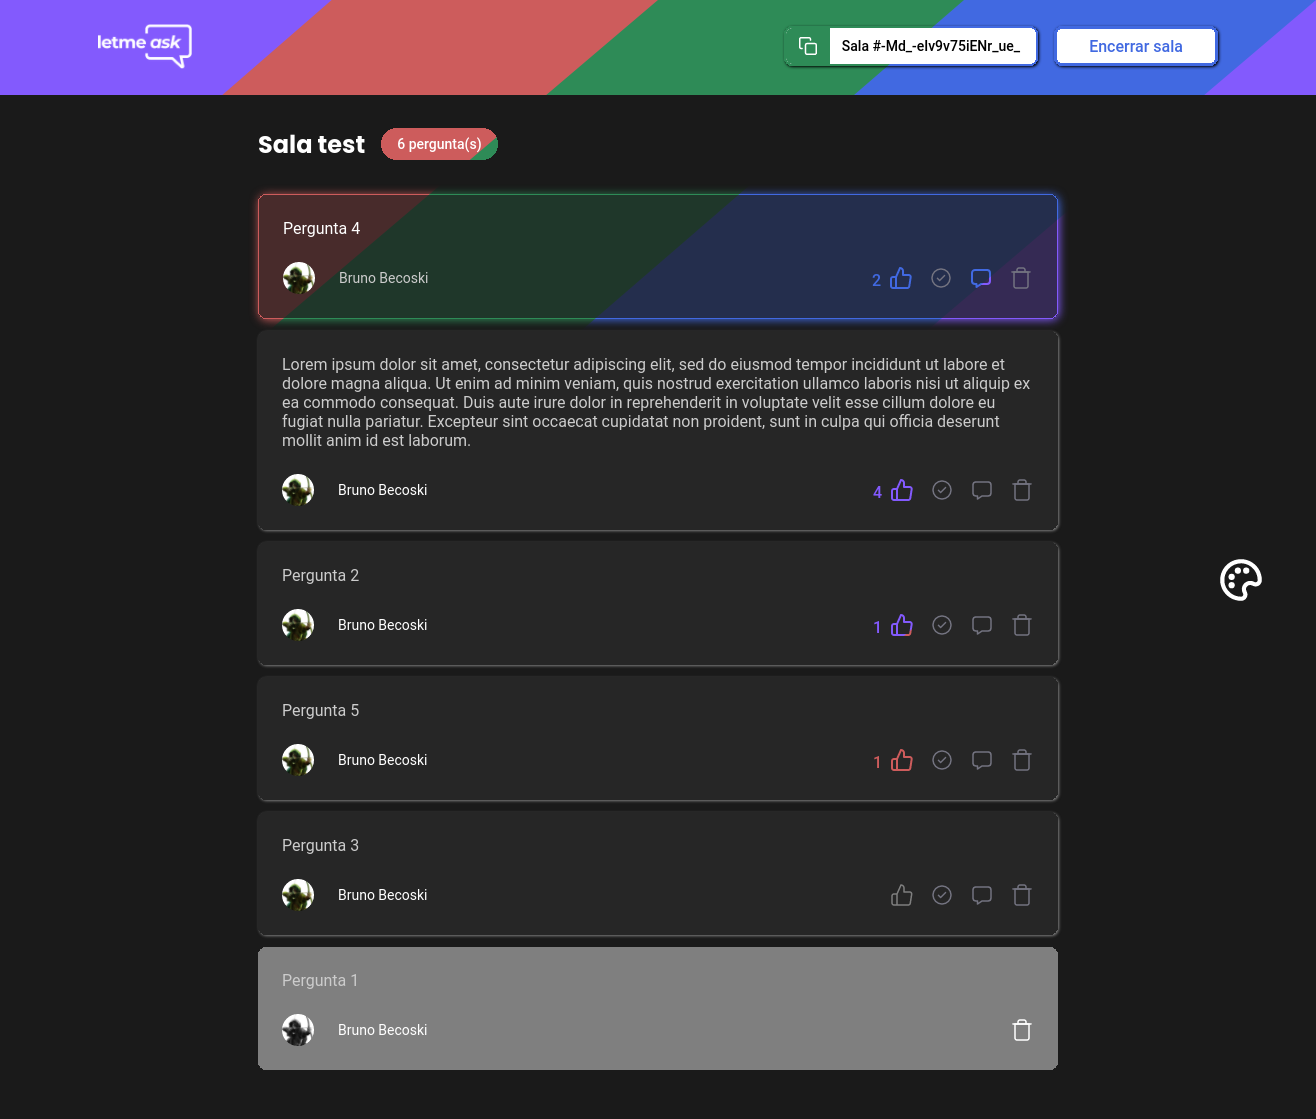 letme ask
Sala #-Md_-elv9v75iENr_ue_
Encerrar sala
Sala test
6 pergunta(s)
Pergunta 4
Bruno Becoski
2
Lorem ipsum dolor sit amet, consectetur adipiscing elit, sed do eiusmod tempor incididunt ut labore et
dolore magna aliqua. Ut enim ad minim veniam, quis nostrud exercitation ullamco laboris nisi ut aliquip ex
ea commodo consequat. Duis aute irure dolor in reprehenderit in voluptate velit esse cillum dolore eu
fugiat nulla pariatur. Excepteur sint occaecat cupidatat non proident, sunt in culpa qui officia deserunt
mollit anim id est laborum.
Bruno Becoski
4
Pergunta 2
Bruno Becoski
1
Pergunta 5
Bruno Becoski
1
Pergunta 3
Bruno Becoski
Pergunta 1
Bruno Becoski